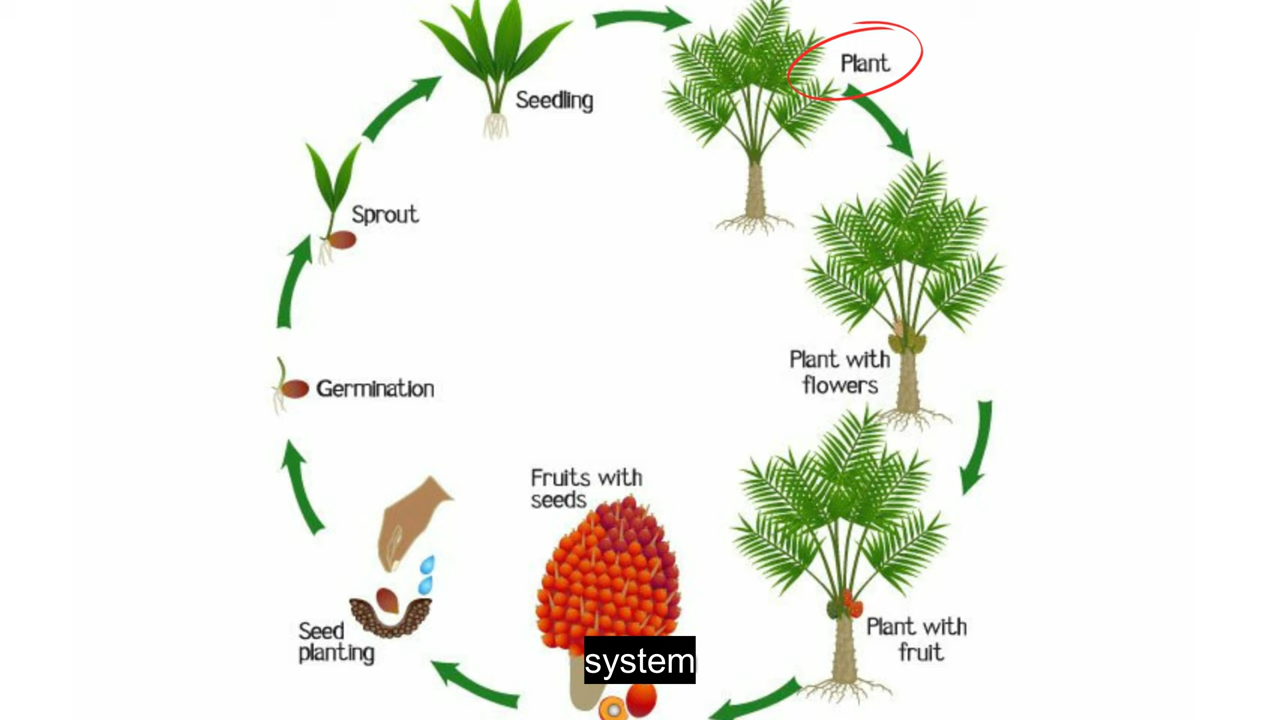 Seedling
Plant
Sprout
Plant with
flowers
Germination
Fruits with
seeds
Seed
planting
Plant with
fruit
system